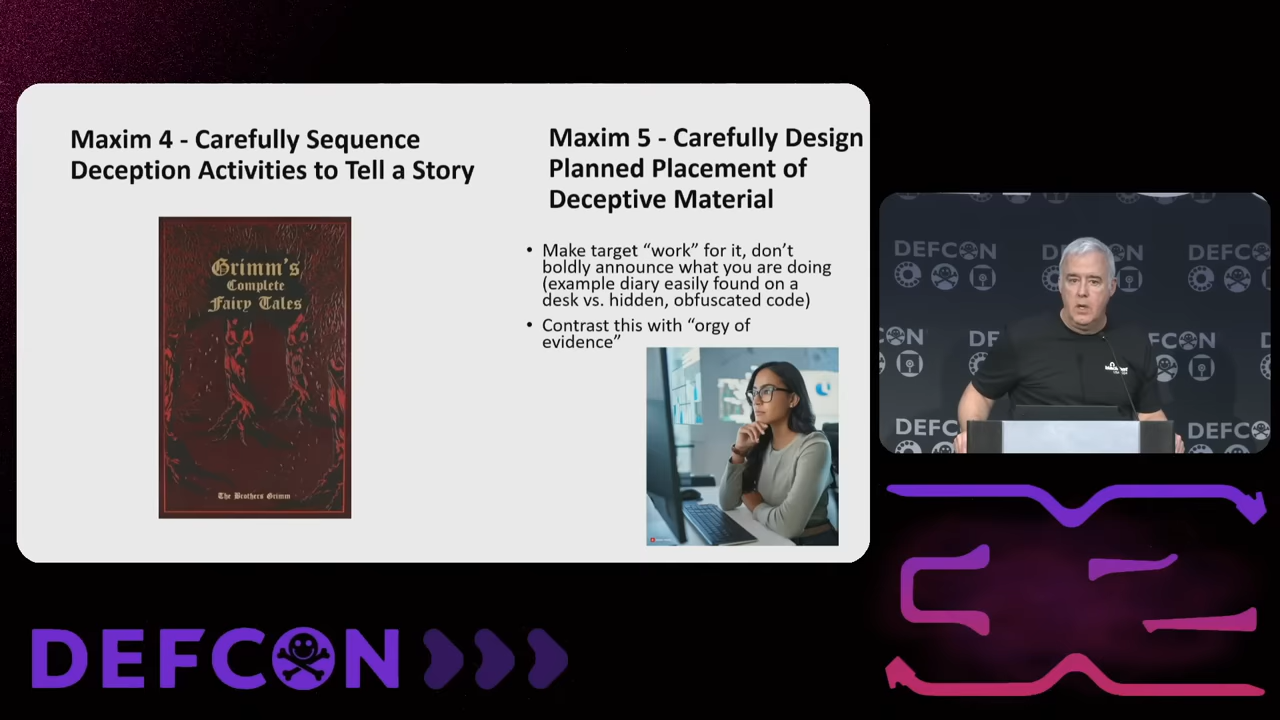 Maxim 4 - Carefully Sequence
Deception Activities to Tell a Story
Grimm's
Complete
Fairy Tales
The Brothers Grimm
Maxim 5 - Carefully Design
Planned Placement of
Deceptive Material
• Make target “work” for it, don’t
boldly announce what you are doing
(example diary easily found on a
desk vs. hidden, obfuscated code)
• Contrast this with “orgy of
evidence”
DEFCON
DEFCON
DEFCON
DEF
FCON
DEFC
DEFCON
DEFCON